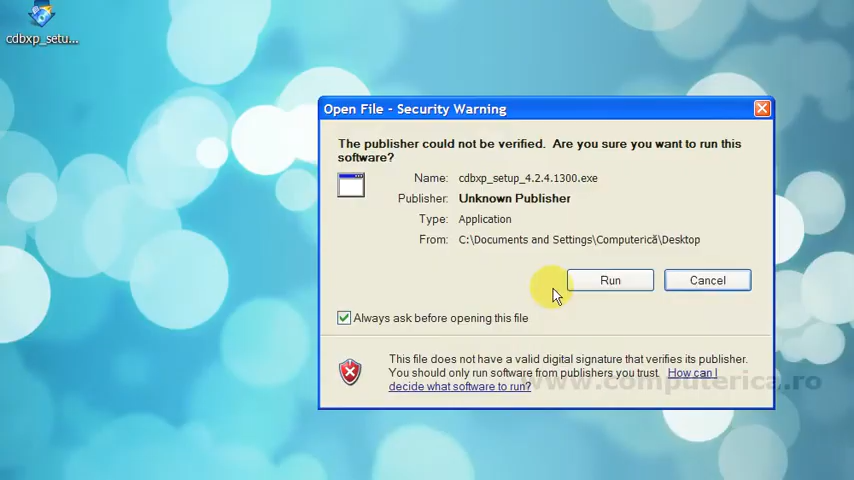 cdbxp_setu...
Open File - Security Warning
The publisher could not be verified. Are you sure you want to run this
software?
Name: cdbxp_setup_4.2.4.1300.exe
Publisher: Unknown Publisher
Type: Application
From: C:\Documents and Settings\Computerică\Desktop
Run Cancel
Always ask before opening this file
This file does not have a valid digital signature that verifies its publisher.
You should only run software from publishers you trust. How can I
decide what software to run?
www.computerica.ro